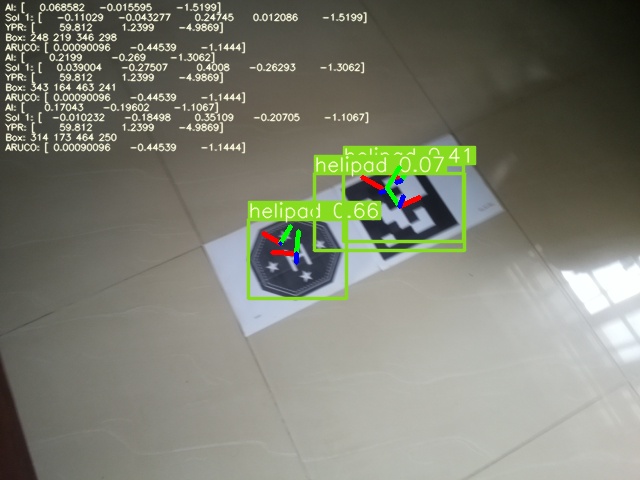 AI: [ 0.068582 -0.015595 -1.5199]
Sol 1: [ -0.11029 -0.043277 0.24745 0.012086 -1.5199]
YPR: [ 59.812 1.2399 -4.9869]
Box: 248 219 346 298
ARUCO: [ 0.00090096 -0.44539 -1.1444]
AI: [ 0.2199 -0.269 -1.3062]
Sol 1: [ 0.039004 -0.27507 0.4008 -0.26293 -1.3062]
YPR: [ 59.812 1.2399 -4.9869]
Box: 343 164 463 241
ARUCO: [ 0.00090096 -0.44539 -1.1444]
AI: [ 0.17043 -0.19602 -1.1067]
Sol 1: [ -0.010232 -0.18498 0.35109 -0.20705 -1.1067]
YPR: [ 59.812 1.2399 -4.9869]
Box: 314 173 464 250
ARUCO: [ 0.00090096 -0.44539 -1.1444]
helipad 0.41
helipad 0.07
helipad 0.66